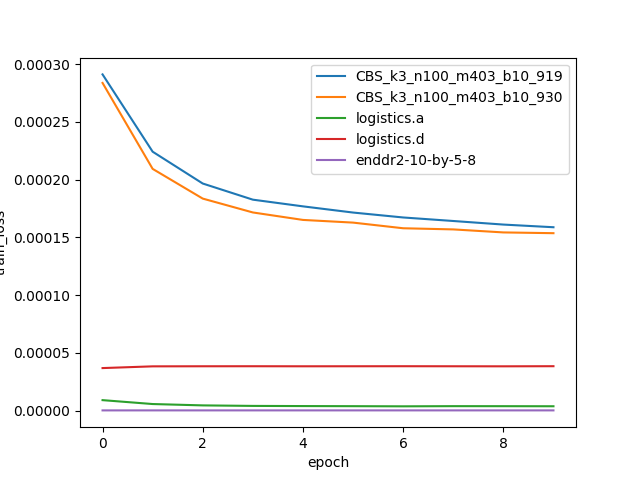 0.00030
0.00025
0.00020
0.00015
0.00010
0.00005
0.00000
train_loss
0 2 4 6 8
epoch
CBS_k3_n100_m403_b10_919
CBS_k3_n100_m403_b10_930
logistics.a
logistics.d
enddr2-10-by-5-8